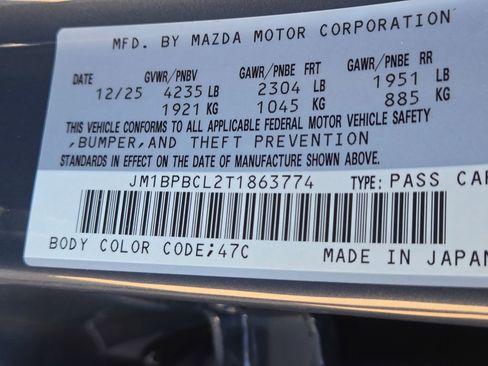 MFD. BY MAZDA MOTOR CORPORATION
DATE GVWR/PNBV GAWR/PNBE FRT GAWR/PNBE RR
12/25 4235 LB 2304 LB 1951 LB
1921 KG 1045 KG 885 KG
THIS VEHICLE CONFORMS TO ALL APPLICABLE FEDERAL MOTOR VEHICLE SAFETY
,BUMPER,AND THEFT PREVENTION
STANDARDS IN EFFECT ON THE DATE OF MANUFACTURE SHOWN ABOVE.
JM1BPBCL2T1863774 TYPE: PASS CAR
BODY COLOR CODE;47C MADE IN JAPAN